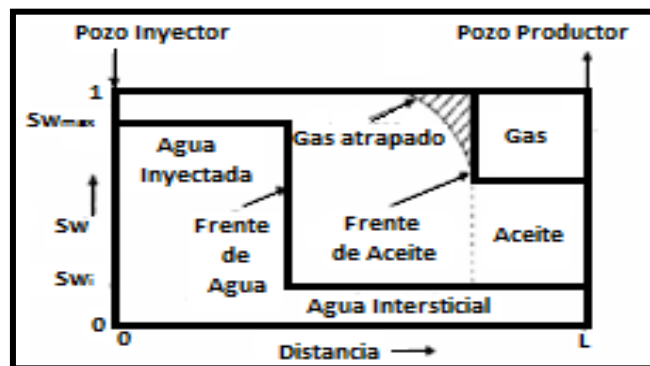 Pozo Inyector
Pozo Productor
1
Swmax
Agua
Inyectada
Gas atrapado
Gas
Sw
Frente
de
Agua
Frente
de Aceite
Aceite
Swi
Agua Intersticial
0
0
Distancia
L